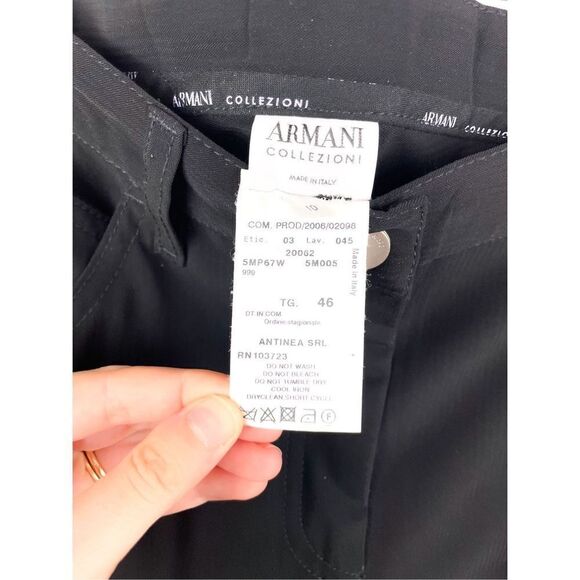 ARMANI COLLEZIONI
ARMANI COLLEZIONI
ARMANI
COLLEZIONI
MADE IN ITALY
10
COM. PROD/2006/02098
Etic. 03 Lav. 045
20062
5MP67W 5M005
999
Made in Italy
TG. 46
DT.IN COM
Ordine-stagionale
ANTINEA SRL
RN103723
DO NOT WASH
DO NOT BLEACH
DO NOT TUMBLE DRY
COOL IRON
DRYCLEAN,SHORT CYCLE
F